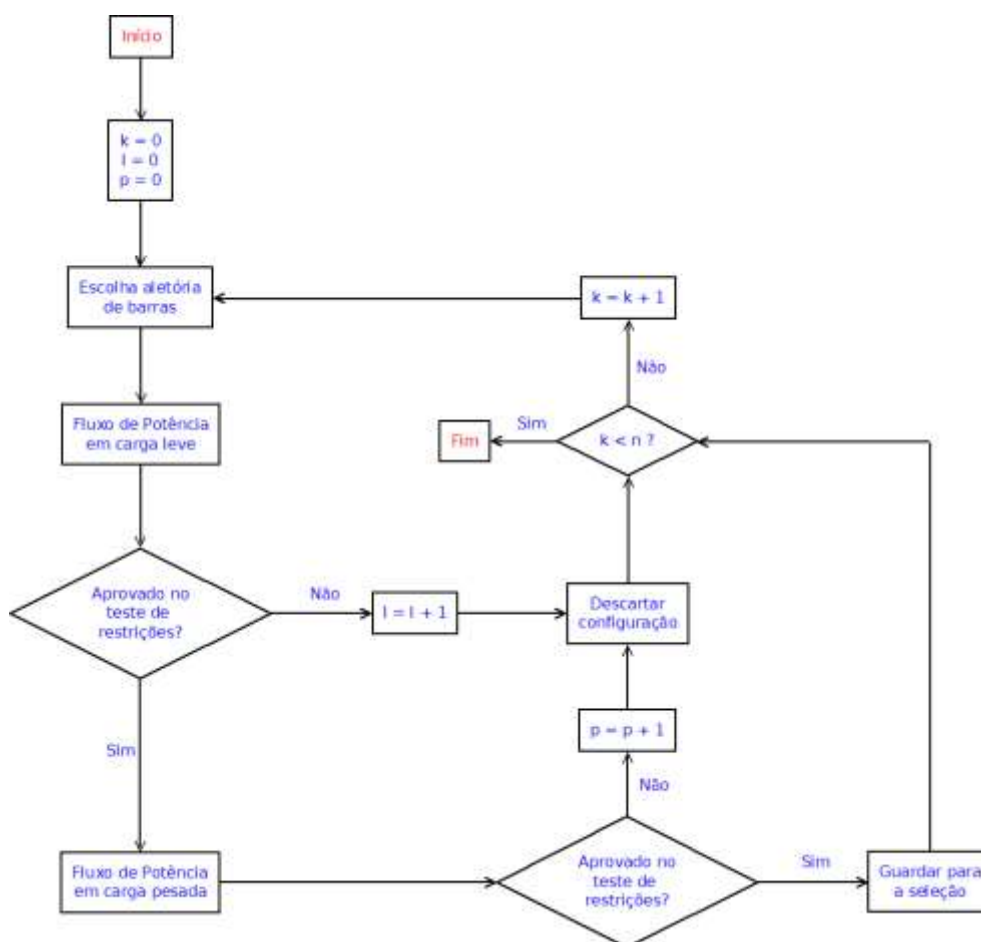 Início
k = 0
l = 0
p = 0
Escolha aletória
de barras
k = k + 1
Não
Fluxo de Potência
em carga leve
Fim
Sim
k < n ?
Aprovado no
teste de
restrições?
Não
l = l + 1
Descartar
configuração
Sim
p = p + 1
Não
Fluxo de Potência
em carga pesada
Aprovado no
teste de
restrições?
Sim
Guardar para
a seleção